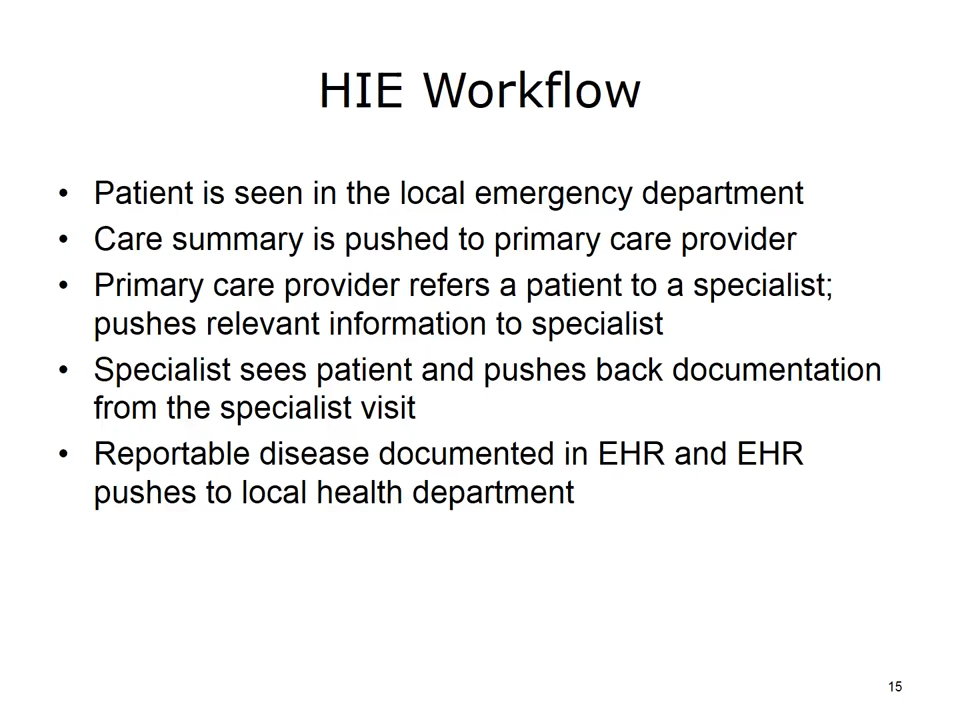 HIE Workflow
• Patient is seen in the local emergency department
• Care summary is pushed to primary care provider
• Primary care provider refers a patient to a specialist;
pushes relevant information to specialist
• Specialist sees patient and pushes back documentation
from the specialist visit
• Reportable disease documented in EHR and EHR
pushes to local health department
15